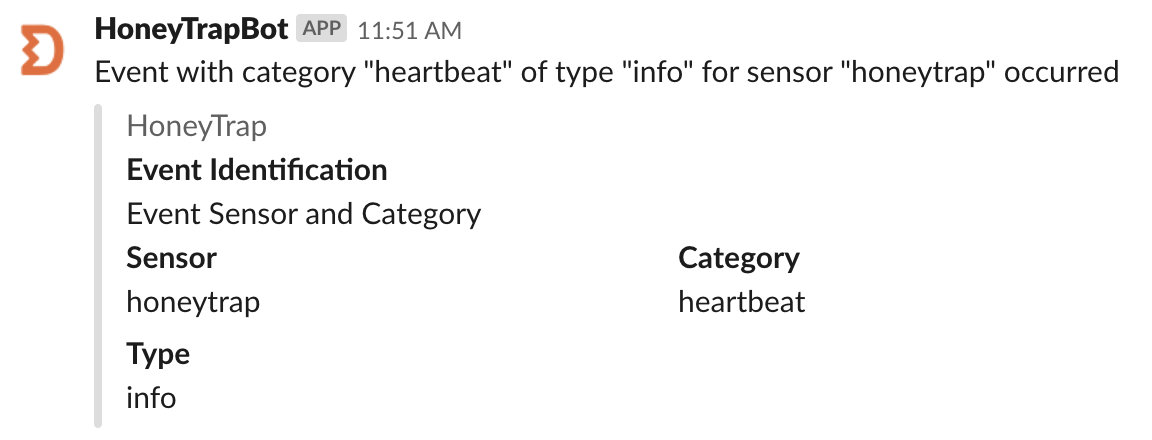 HoneyTrapBot APP 11:51 AM
Event with category "heartbeat" of type "info" for sensor "honeytrap" occurred
HoneyTrap
Event Identification
Event Sensor and Category
Sensor Category
honeytrap heartbeat
Type
info